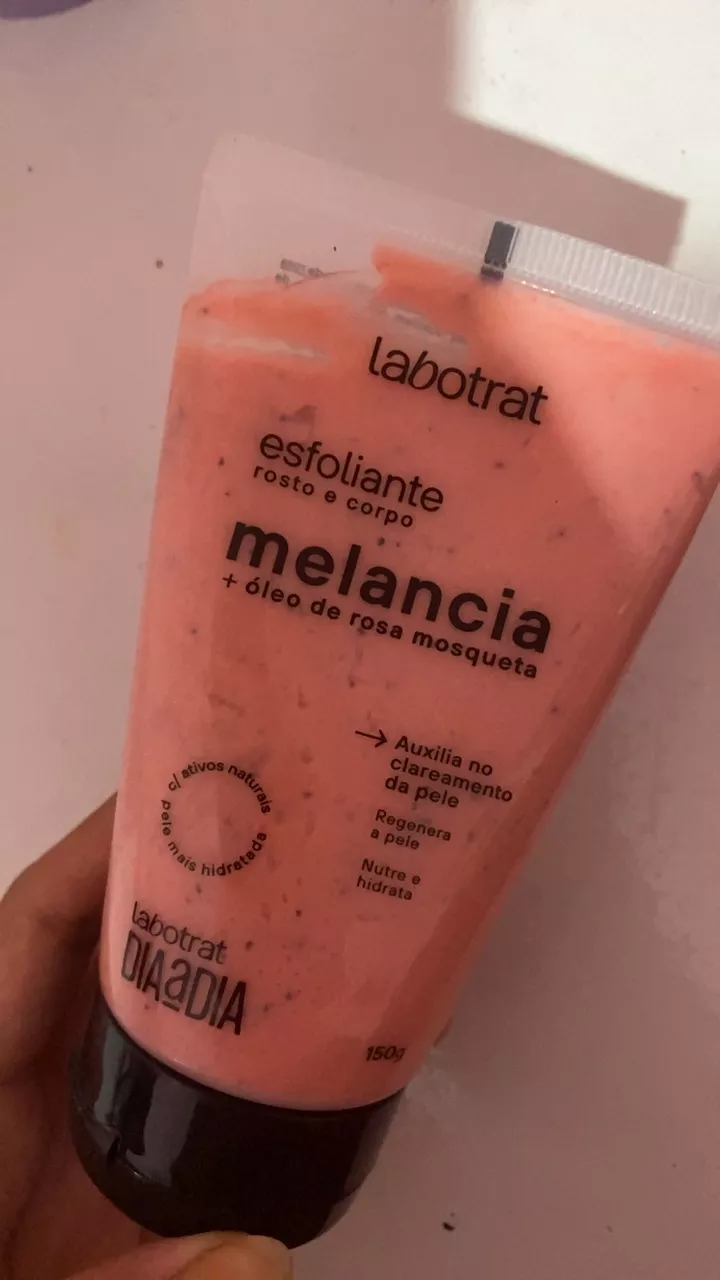 labotrat
esfoliante
rosto e corpo
melancia
+ óleo de rosa mosqueta
→ Auxilia no
clareamento
da pele
Regenera
a pele
Nutre e
hidrata
c/ ativos naturais
pele mais hidratada
labotrat
DIAaDIA
150g